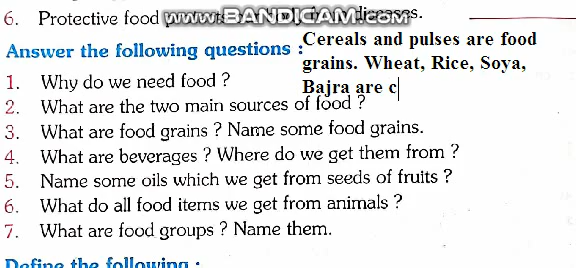 6. Protective food diseases.
www.BANDICAM.com
Answer the following questions :
Cereals and pulses are food
grains. Wheat, Rice, Soya,
Bajra are c
1. Why do we need food ?
2. What are the two main sources of food ?
3. What are food grains ? Name some food grains.
4. What are beverages ? Where do we get them from ?
5. Name some oils which we get from seeds of fruits ?
6. What do all food items we get from animals ?
7. What are food groups ? Name them.
Define the following :